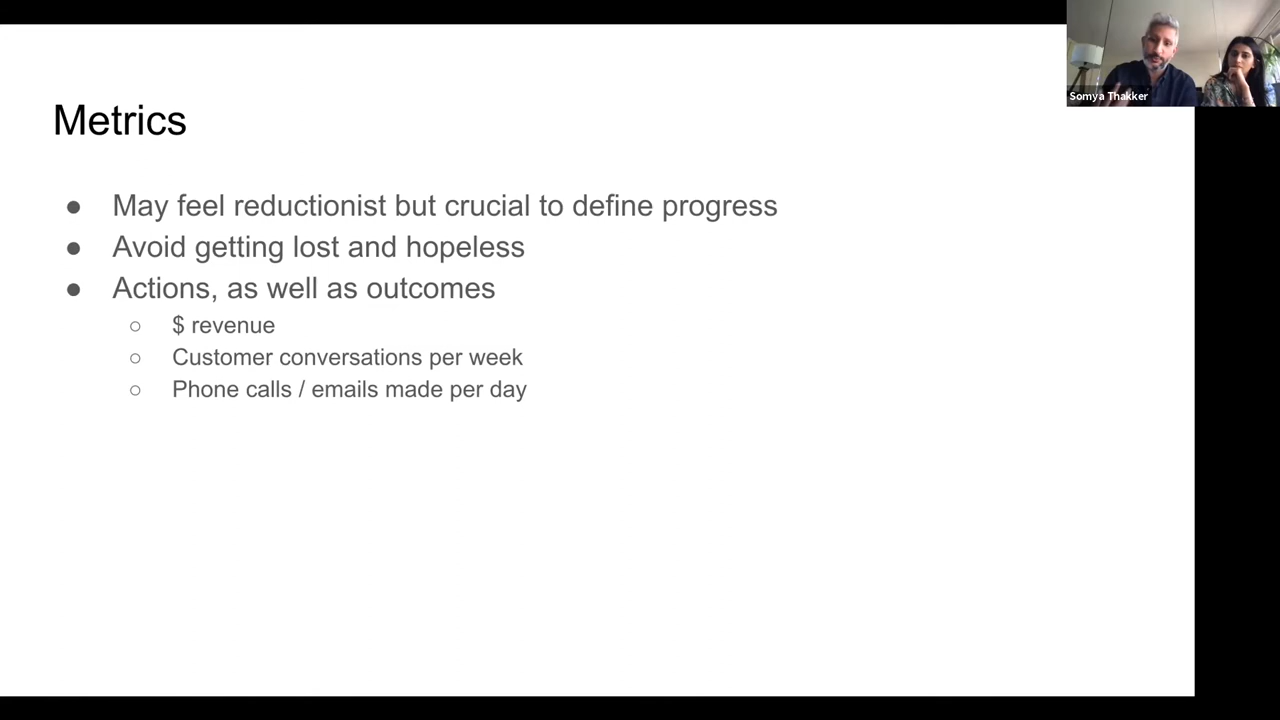 Somya Thakker
Metrics
● May feel reductionist but crucial to define progress
● Avoid getting lost and hopeless
● Actions, as well as outcomes
○ $ revenue
○ Customer conversations per week
○ Phone calls / emails made per day